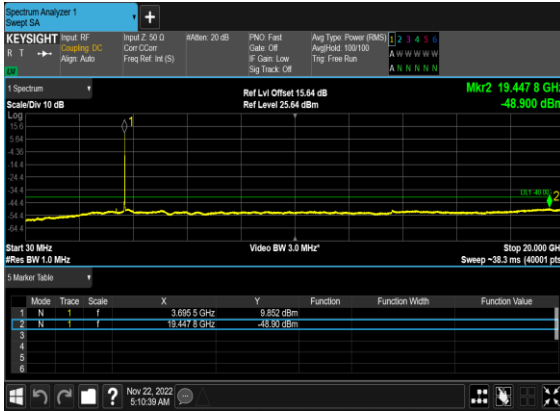 Spectrum Analyzer 1
Swept SA
+
KEYSIGHT Input: RF Input Z: 50 Ω #Atten: 20 dB PNO: Fast Avg Type: Power (RMS) 1 2 3 4 5 6
R T Coupling: DC Corr CCorr Gate: Off Avg|Hold: 100/100 A W W W W W
Align: Auto Freq Ref: Int (S) IF Gain: Low Trig: Free Run
LW Sig Track: Off A N N N N N
1 Spectrum Ref Lvl Offset 15.64 dB Mkr2 19.447 8 GHz
Scale/Div 10 dB Ref Level 25.64 dBm -48.900 dBm
Log
15.6
5.64
-4.36
-14.4
-24.4
-34.4
-44.4
-54.4
-64.4
1
DL1 -40.00
2
Start 30 MHz Video BW 3.0 MHz* Stop 20.000 GH
#Res BW 1.0 MHz Sweep ~38.3 ms (40001 pts
5 Marker Table
Mode Trace Scale X Y Function Function Width Function Value
1 N 1 f 3.695 5 GHz 9.852 dBm
2 N 1 f 19.447 8 GHz -48.90 dBm
3
4
5
6
? Nov 22, 2022
5:10:39 AM